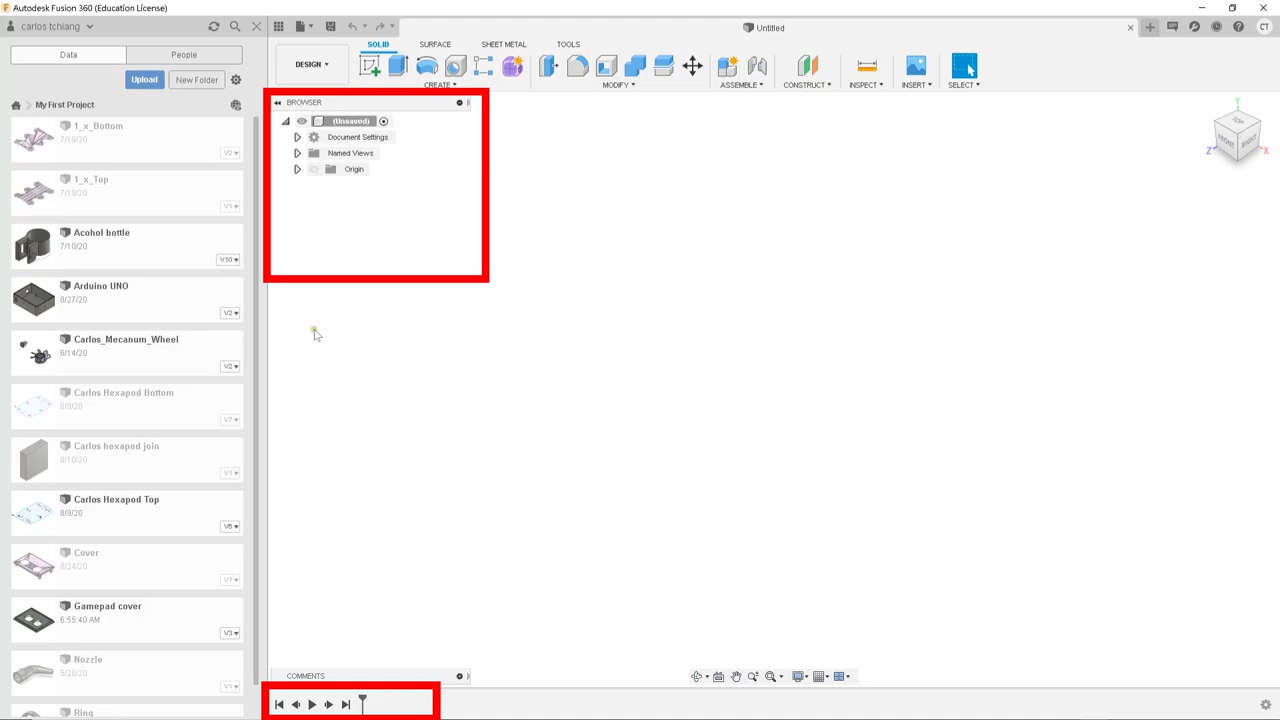 Autodesk Fusion 360 (Education License)
carlos tchiang
Untitled
CT
Data
People
Upload
New Folder
My First Project
1_x_Bottom
7/19/20
V2
1_x_Top
7/19/20
V1
Acohol bottle
7/10/20
V10
Arduino UNO
8/27/20
V2
Carlos_Mecanum_Wheel
6/14/20
V2
Carlos Hexapod Bottom
8/9/20
V7
Carlos hexapod join
8/10/20
V1
Carlos Hexapod Top
8/9/20
V6
Cover
8/24/20
V1
Gamepad cover
6:55:40 AM
V3
Nozzle
5/28/20
V1
Ring
DESIGN
SOLID
SURFACE
SHEET METAL
TOOLS
CREATE
MODIFY
ASSEMBLE
CONSTRUCT
INSPECT
INSERT
SELECT
BROWSER
(Unsaved)
Document Settings
Named Views
Origin
Y
TOP
FRONT
RIGHT
Z
X
COMMENTS